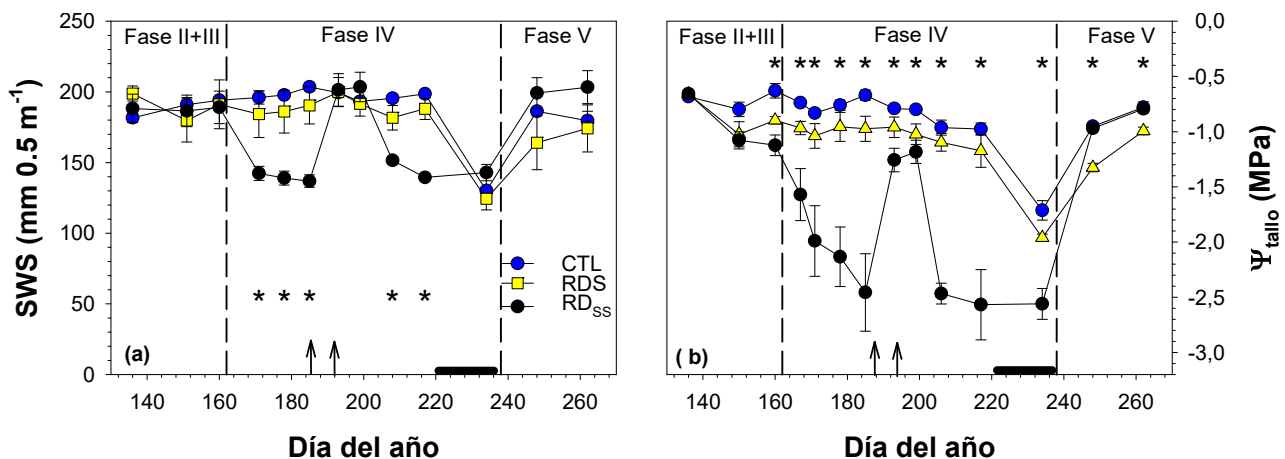 Fase II+III
Fase IV
Fase V
250
200
150
100
50
0
SWS (mm 0.5 m-1)
CTL
RDS
RDSS
* * * * *
(a)
140 160 180 200 220 240 260
Día del año
Fase II+III
Fase IV
Fase V
* * * * * * * * * * * *
0,0
-0,5
-1,0
-1,5
-2,0
-2,5
-3,0
Ψtallo (MPa)
( b)
140 160 180 200 220 240 260
Día del año